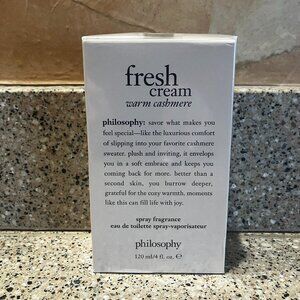 fresh
cream
warm cashmere
philosophy: savor what makes you
feel special—like the luxurious comfort
of slipping into your favorite cashmere
sweater. plush and inviting, it envelops
you in a soft embrace and keeps you
coming back for more. better than a
second skin, you burrow deeper,
grateful for the cozy warmth. moments
like this can fill life with joy.
spray fragrance
eau de toilette spray-vaporisateur
philosophy
120 ml/4 fl. oz. ℮